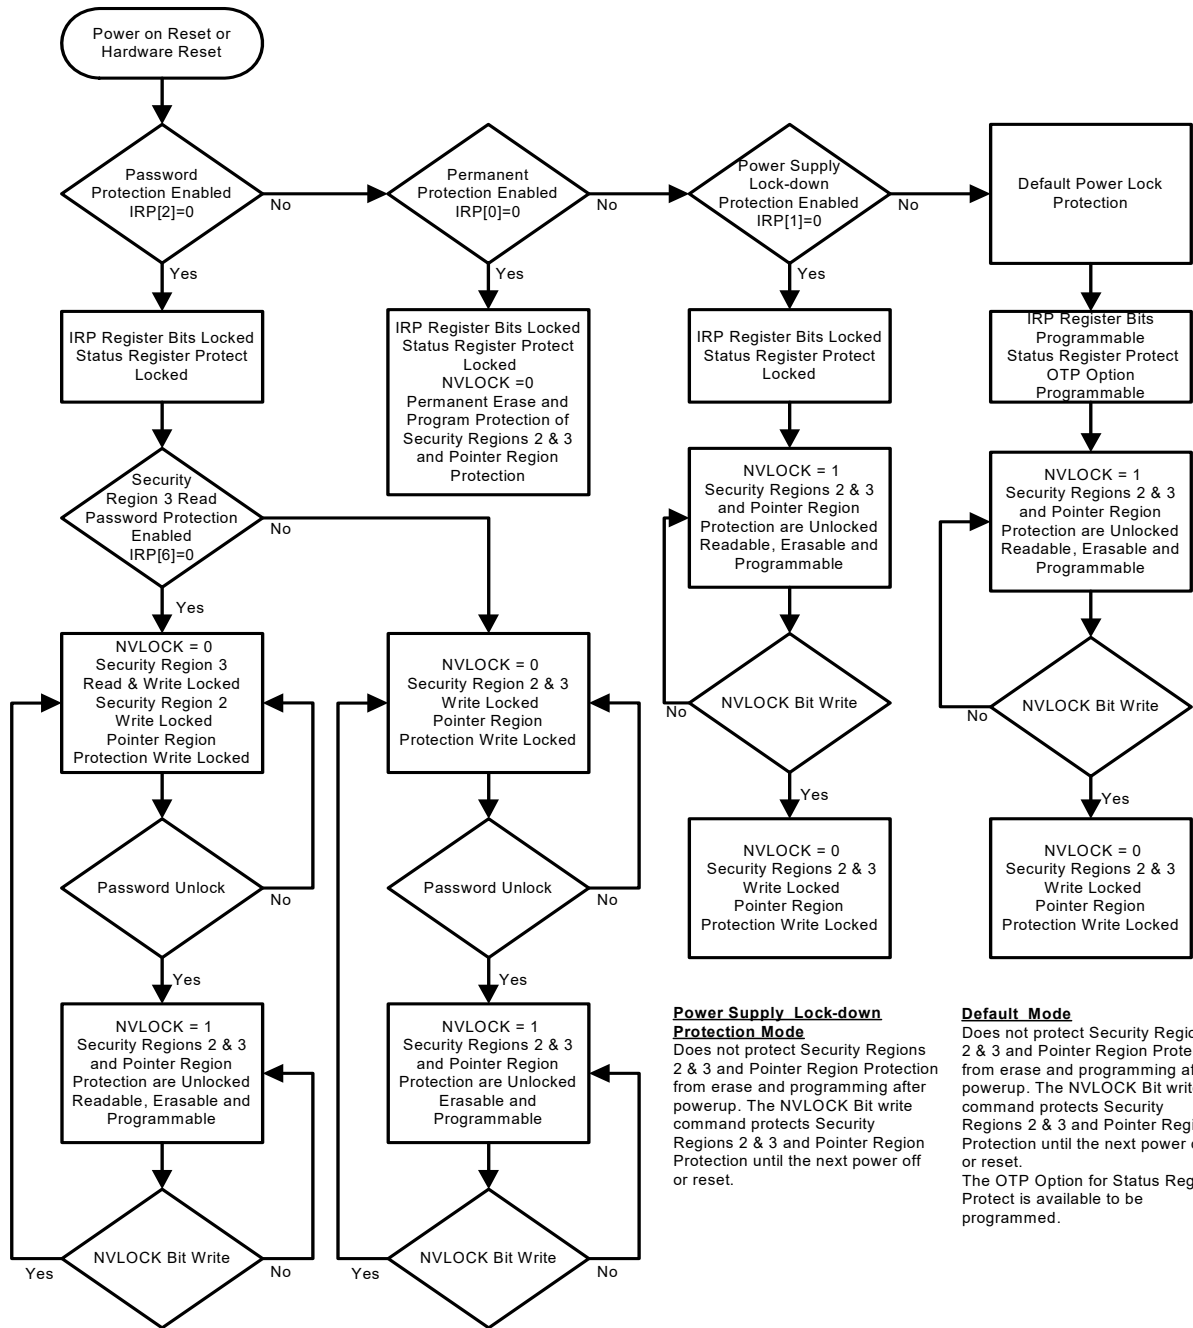 Power on Reset or
Hardware Reset
Password
Protection Enabled
IRP[2]=0
No
Yes
Permanent
Protection Enabled
IRP[0]=0
No
Yes
Power Supply
Lock-down
Protection Enabled
IRP[1]=0
No
Yes
Default Power Lock
Protection
IRP Register Bits Locked
Status Register Protect
Locked
IRP Register Bits Locked
Status Register Protect
Locked
NVLOCK =0
Permanent Erase and
Program Protection of
Security Regions 2 & 3
and Pointer Region
Protection
IRP Register Bits Locked
Status Register Protect
Locked
IRP Register Bits
Programmable
Status Register Protect
OTP Option
Programmable
Security
Region 3 Read
Password Protection
Enabled
IRP[6]=0
No
Yes
NVLOCK = 1
Security Regions 2 & 3
and Pointer Region
Protection are Unlocked
Readable, Erasable and
Programmable
NVLOCK = 1
Security Regions 2 & 3
and Pointer Region
Protection are Unlocked
Readable, Erasable and
Programmable
NVLOCK = 0
Security Region 3
Read & Write Locked
Security Region 2
Write Locked
Pointer Region
Protection Write Locked
NVLOCK = 0
Security Region 2 & 3
Write Locked
Pointer Region
Protection Write Locked
NVLOCK Bit Write
No
Yes
NVLOCK Bit Write
No
Yes
Password Unlock
No
Yes
Password Unlock
No
Yes
NVLOCK = 0
Security Regions 2 & 3
Write Locked
Pointer Region
Protection Write Locked
NVLOCK = 0
Security Regions 2 & 3
Write Locked
Pointer Region
Protection Write Locked
NVLOCK = 1
Security Regions 2 & 3
and Pointer Region
Protection are Unlocked
Readable, Erasable and
Programmable
NVLOCK = 1
Security Regions 2 & 3
and Pointer Region
Protection are Unlocked
Erasable and
Programmable
Power Supply Lock-down
Protection Mode
Does not protect Security Regions
2 & 3 and Pointer Region Protection
from erase and programming after
powerup. The NVLOCK Bit write
command protects Security
Regions 2 & 3 and Pointer Region
Protection until the next power off
or reset.
Default Mode
Does not protect Security
2 & 3 and Pointer Region
from erase and programming
powerup. The NVLOCK Bit
command protects Security
Regions 2 & 3 and Pointer
Protection until the next power
or reset.
The OTP Option for Status
Protect is available to be
programmed.
NVLOCK Bit Write
Yes
No
NVLOCK Bit Write
Yes
No